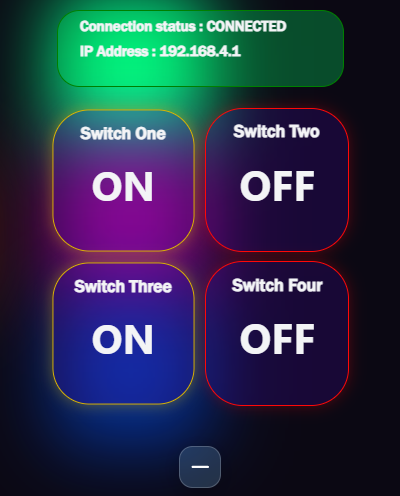 Connection status : CONNECTED
IP Address : 192.168.4.1
Switch One
Switch Two
ON
OFF
Switch Three
Switch Four
ON
OFF